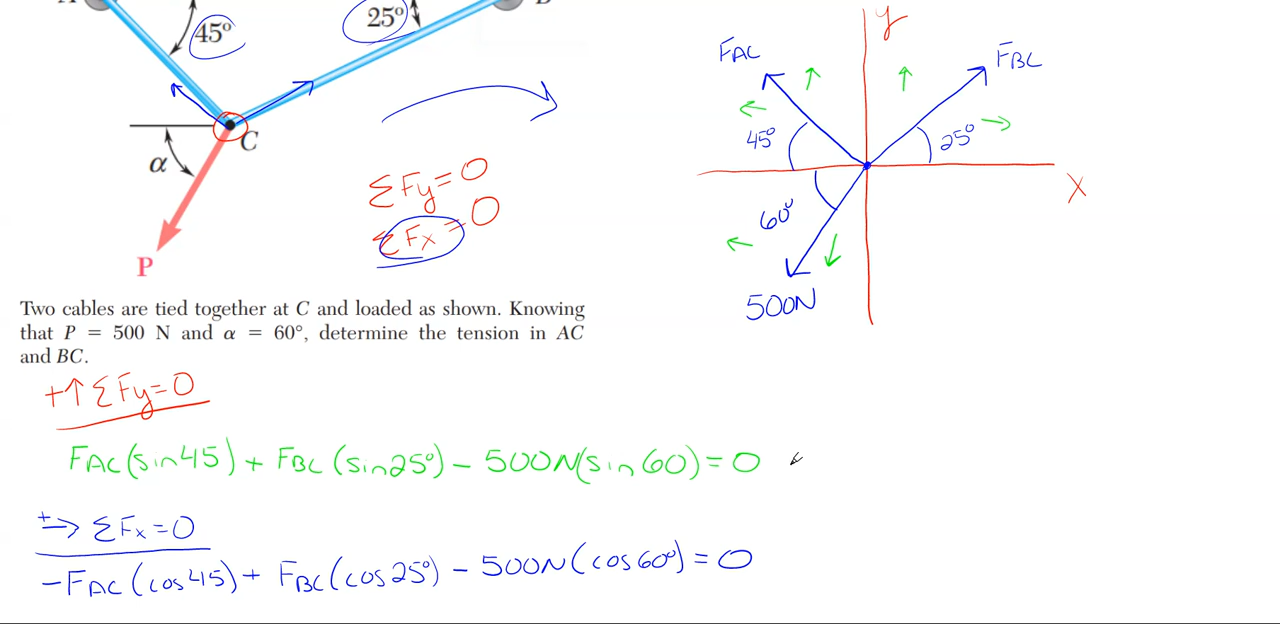 45°
25°
C
α
P
ΣFy=0
ΣFx=0
y
FAC
FBC
45°
25°
X
60°
500N
Two cables are tied together at C and loaded as shown. Knowing
that P = 500 N and α = 60°, determine the tension in AC
and BC.
+↑ΣFy=0
FAC(sin45)+FBC(sin25°)-500N(sin60)=0
+→ΣFx=0
-FAC(cos45)+FBC(cos25°)-500N(cos60°)=0